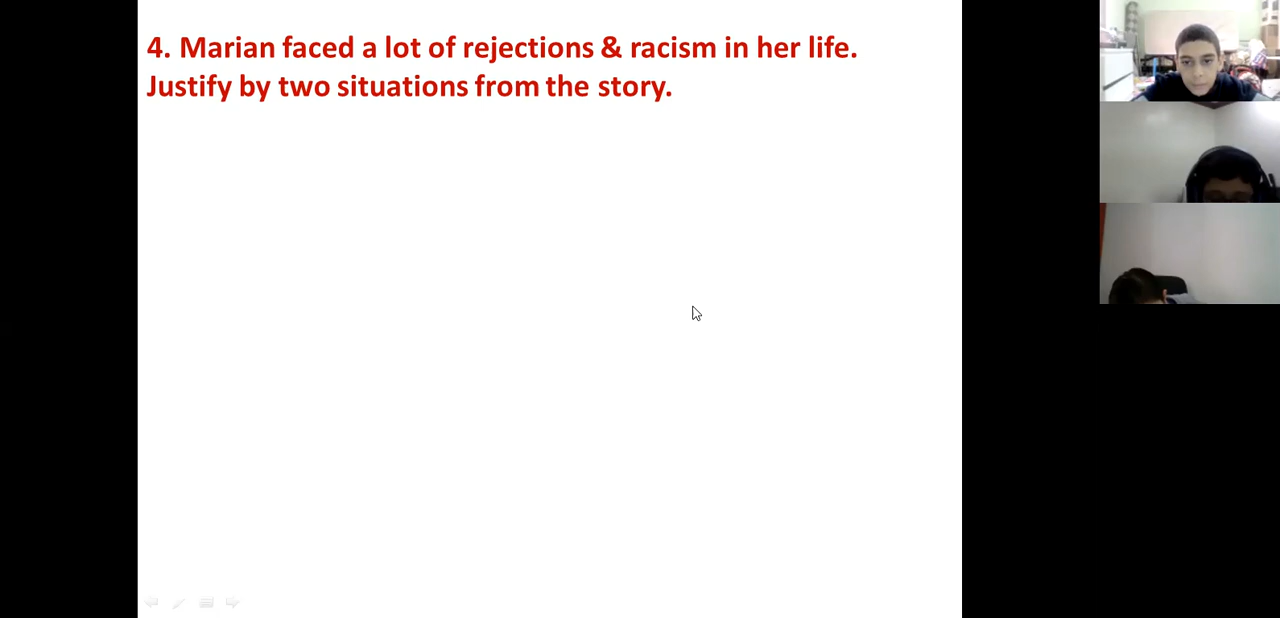 4. Marian faced a lot of rejections & racism in her life.
Justify by two situations from the story.